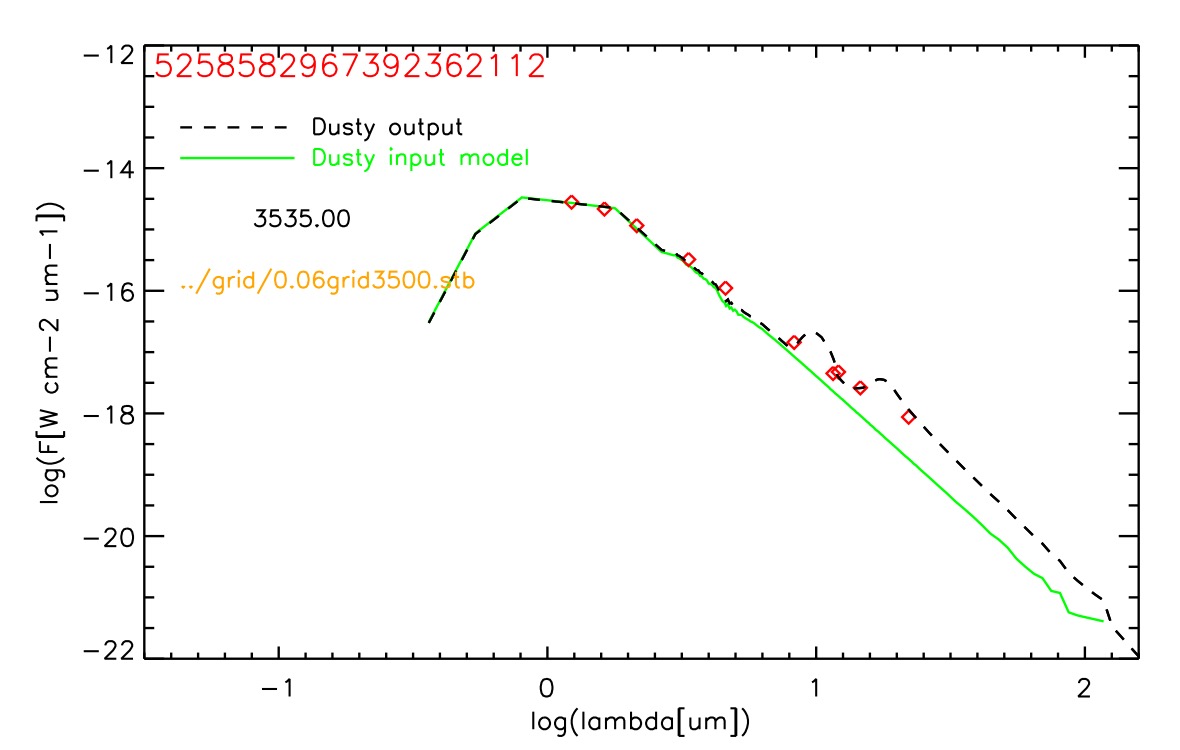 5258582967392362112
Dusty output
Dusty input model
3535.00
../grid/0.06grid3500.stb
-12
-14
-16
-18
-20
-22
log(F[W cm-2 um-1])
-1
0
1
2
log(lambda[um])